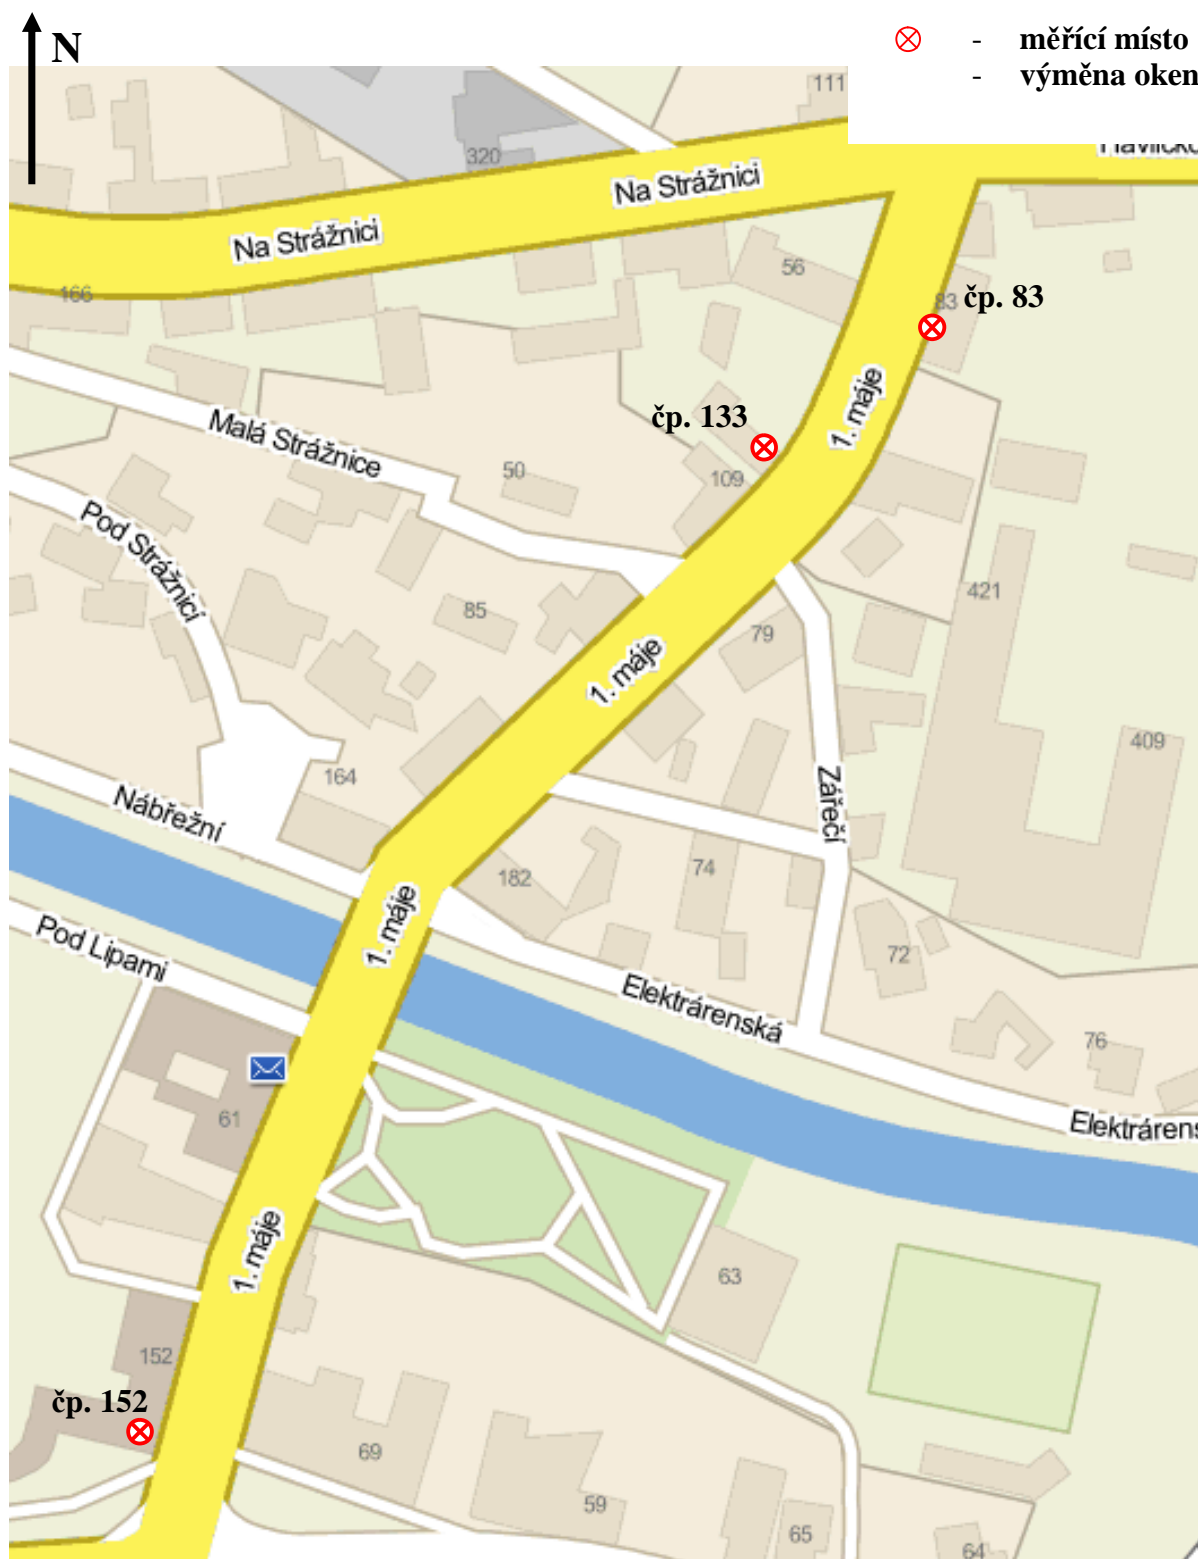 N
- měřící místo
- výměna oken
111
320
Na Strážnici
Na Strážnici
56
166
83
čp. 83
1. máje
čp. 133
Malá Strážnice
50
109
Pod Strážnicí
421
85
79
1. máje
409
164
Zářečí
Nábřežní
74
182
1. máje
Pod Lipami
72
Elektrárenská
76
61
Elektrárens
1. máje
63
152
čp. 152
69
59
65
64